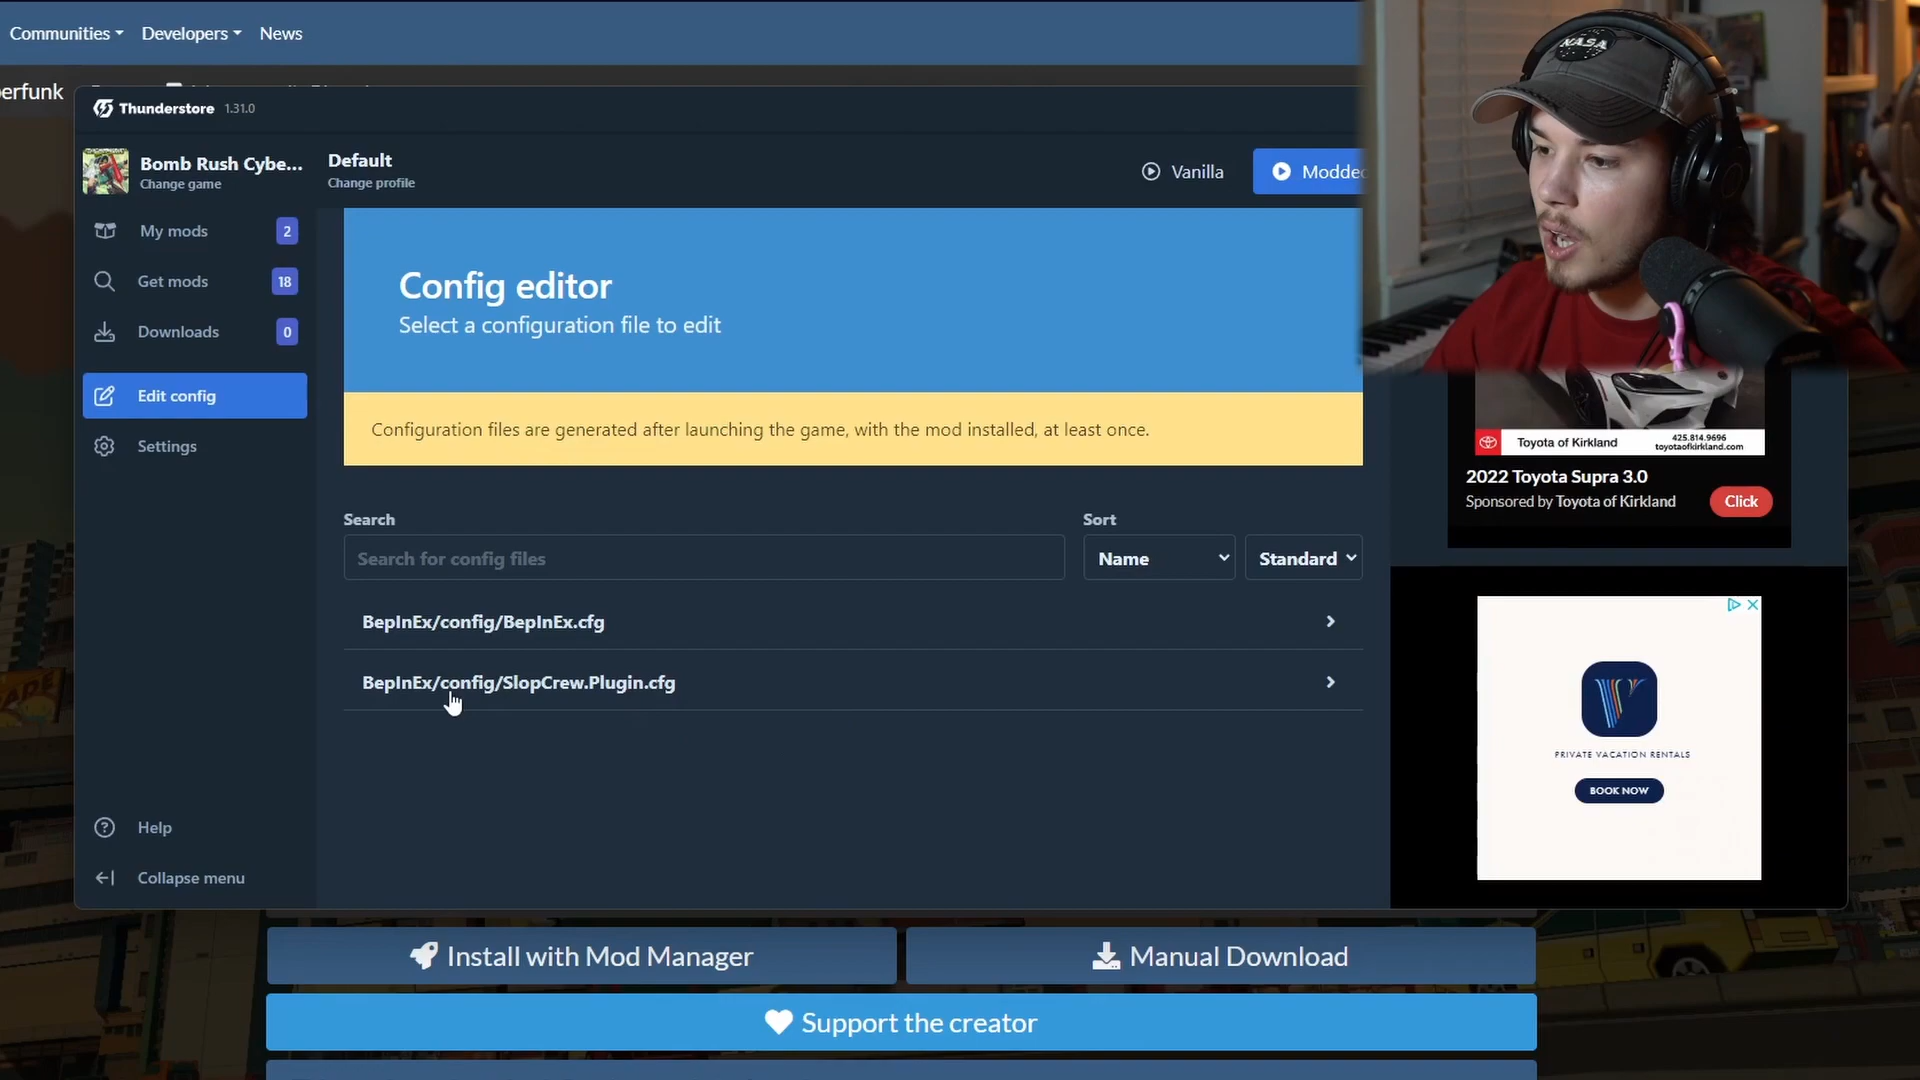 Communities
Developers
News
erfunk
Thunderstore 1.31.0
Bomb Rush Cybe...
Change game
Default
Change profile
Vanilla
Modded
My mods 2
Get mods 18
Downloads 0
Edit config
Settings
Help
Collapse menu
Config editor
Select a configuration file to edit
Configuration files are generated after launching the game, with the mod installed, at least once.
Search
Search for config files
Sort
Name
Standard
BepInEx/config/BepInEx.cfg
BepInEx/config/SlopCrew.Plugin.cfg
NASA
Toyota of Kirkland
425.814.9696
toyotaofkirkland.com
2022 Toyota Supra 3.0
Sponsored by Toyota of Kirkland
Click
PRIVATE VACATION RENTALS
BOOK NOW
Install with Mod Manager
Manual Download
Support the creator